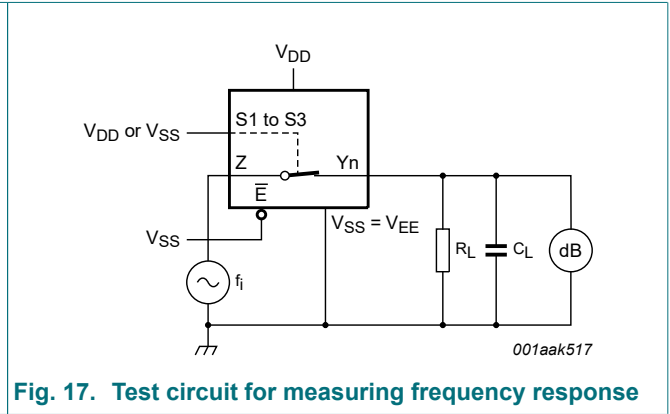 VDD
VDD or VSS
S1 to S3
Z
Yn
E
VSS
VSS = VEE
fi
RL
CL
dB
001aak517
Fig. 17. Test circuit for measuring frequency response